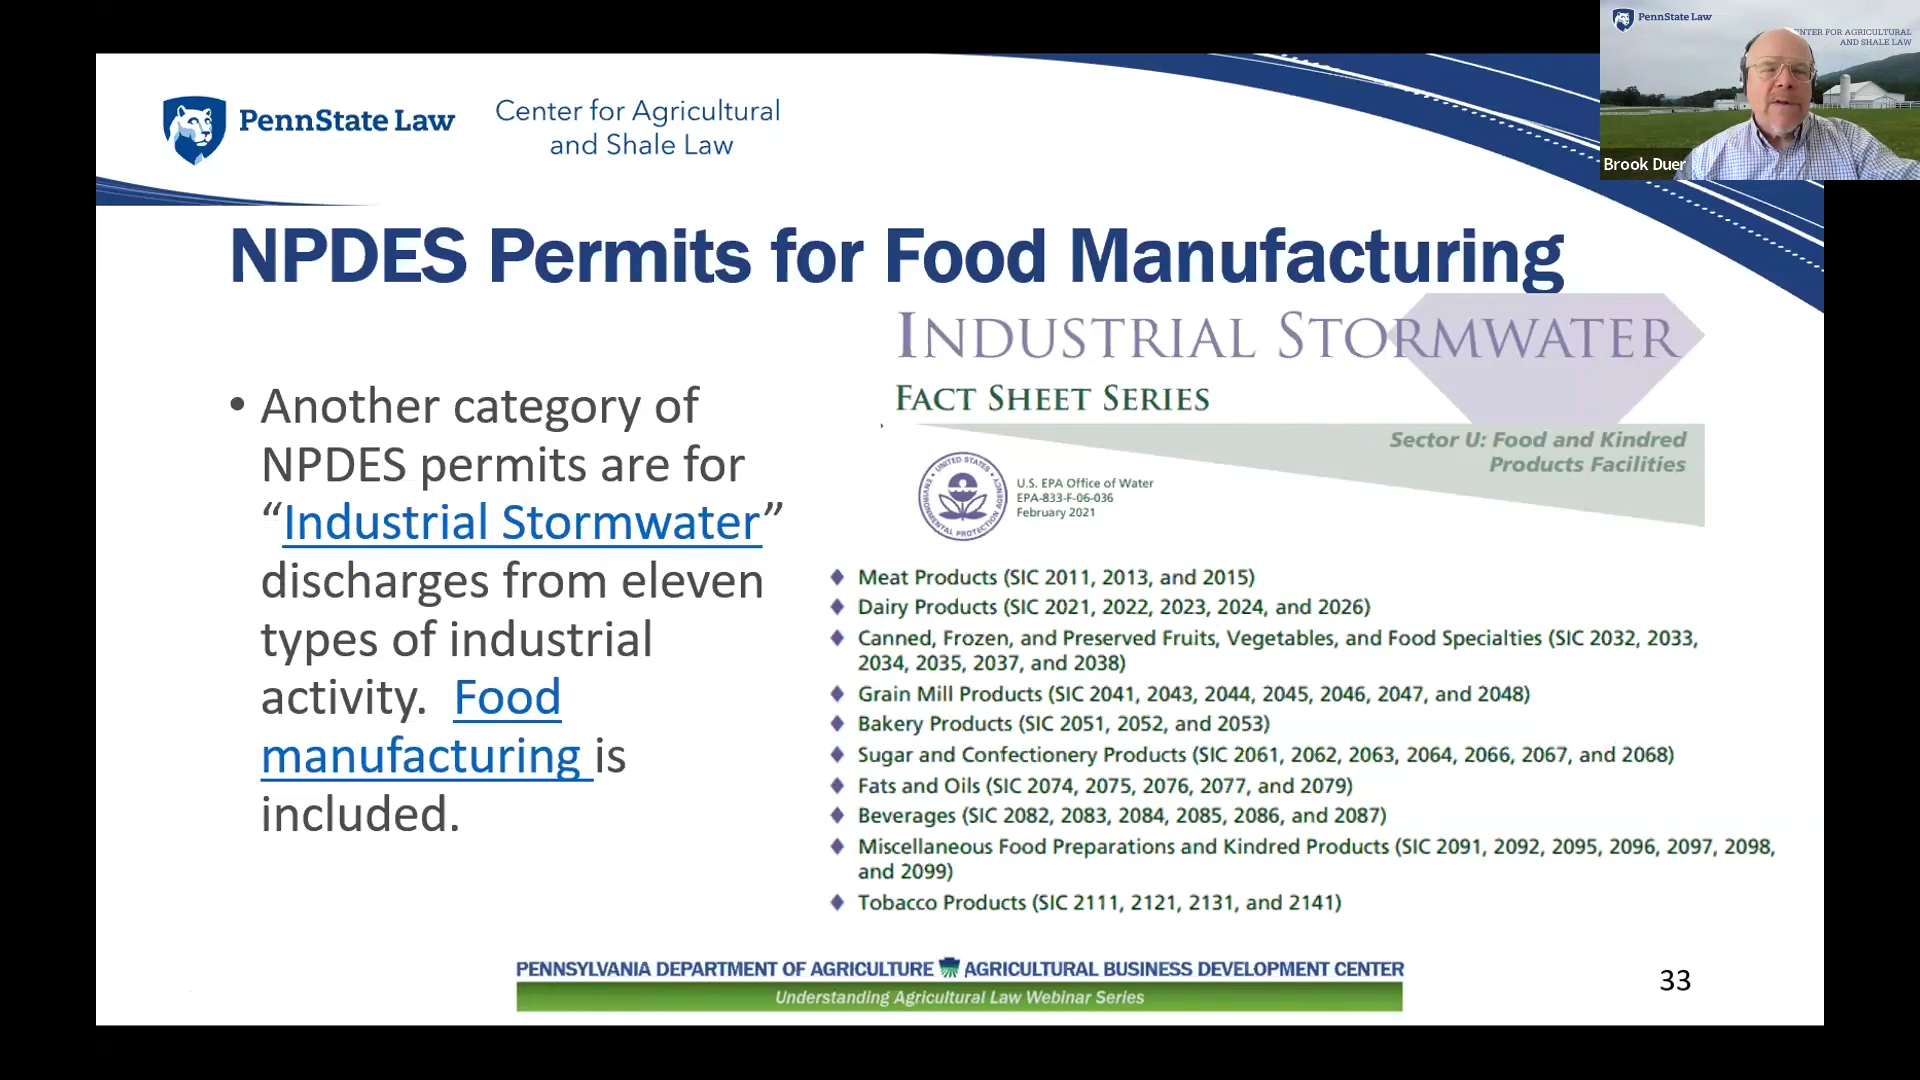 PennState Law
Center for Agricultural
and Shale Law
PennState Law
CENTER FOR AGRICULTURAL
AND SHALE LAW
Brook Duer
NPDES Permits for Food Manufacturing
• Another category of
NPDES permits are for
“Industrial Stormwater”
discharges from eleven
types of industrial
activity. Food
manufacturing is
included.
INDUSTRIAL STORMWATER
FACT SHEET SERIES
Sector U: Food and Kindred
Products Facilities
UNITED STATES
ENVIRONMENTAL PROTECTION AGENCY
U.S. EPA Office of Water
EPA-833-F-06-036
February 2021
♦ Meat Products (SIC 2011, 2013, and 2015)
♦ Dairy Products (SIC 2021, 2022, 2023, 2024, and 2026)
♦ Canned, Frozen, and Preserved Fruits, Vegetables, and Food Specialties (SIC 2032, 2033,
2034, 2035, 2037, and 2038)
♦ Grain Mill Products (SIC 2041, 2043, 2044, 2045, 2046, 2047, and 2048)
♦ Bakery Products (SIC 2051, 2052, and 2053)
♦ Sugar and Confectionery Products (SIC 2061, 2062, 2063, 2064, 2066, 2067, and 2068)
♦ Fats and Oils (SIC 2074, 2075, 2076, 2077, and 2079)
♦ Beverages (SIC 2082, 2083, 2084, 2085, 2086, and 2087)
♦ Miscellaneous Food Preparations and Kindred Products (SIC 2091, 2092, 2095, 2096, 2097, 2098,
and 2099)
♦ Tobacco Products (SIC 2111, 2121, 2131, and 2141)
PENNSYLVANIA DEPARTMENT OF AGRICULTURE AGRICULTURAL BUSINESS DEVELOPMENT CENTER
Understanding Agricultural Law Webinar Series
33